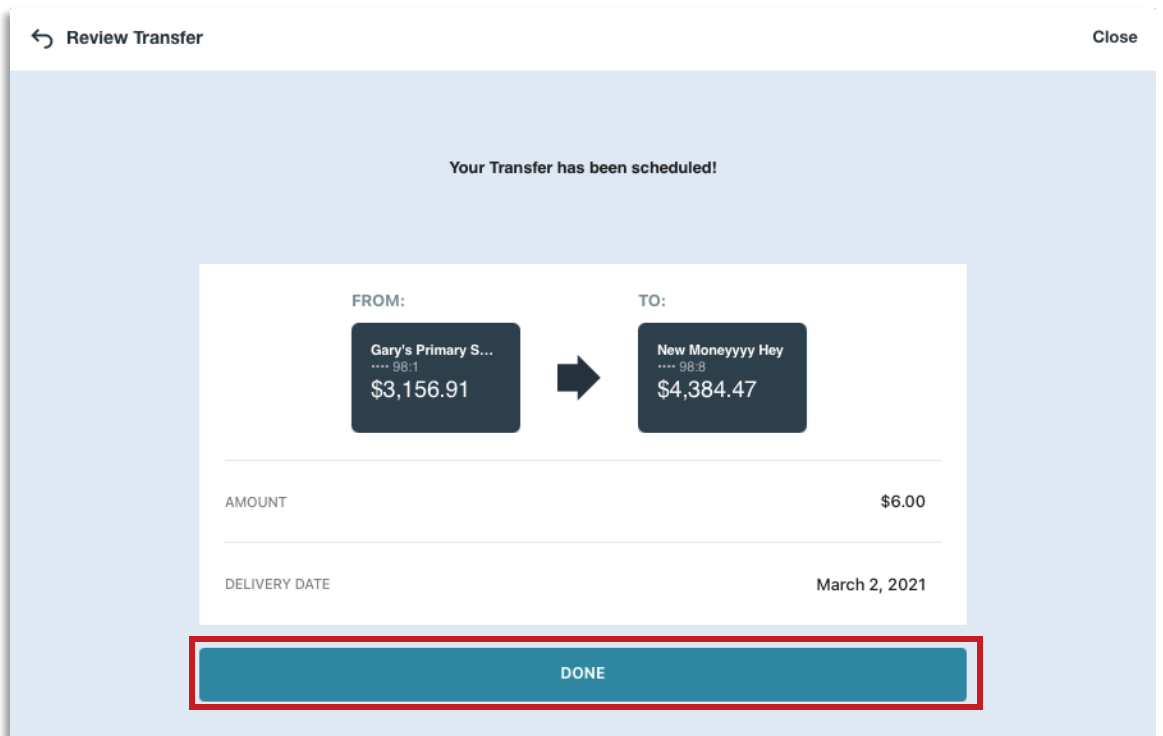 Review Transfer
Close
Your Transfer has been scheduled!
FROM:
TO:
Gary's Primary S...
···· 98:1
$3,156.91
New Moneyyyy Hey
···· 98:8
$4,384.47
AMOUNT
$6.00
DELIVERY DATE
March 2, 2021
DONE